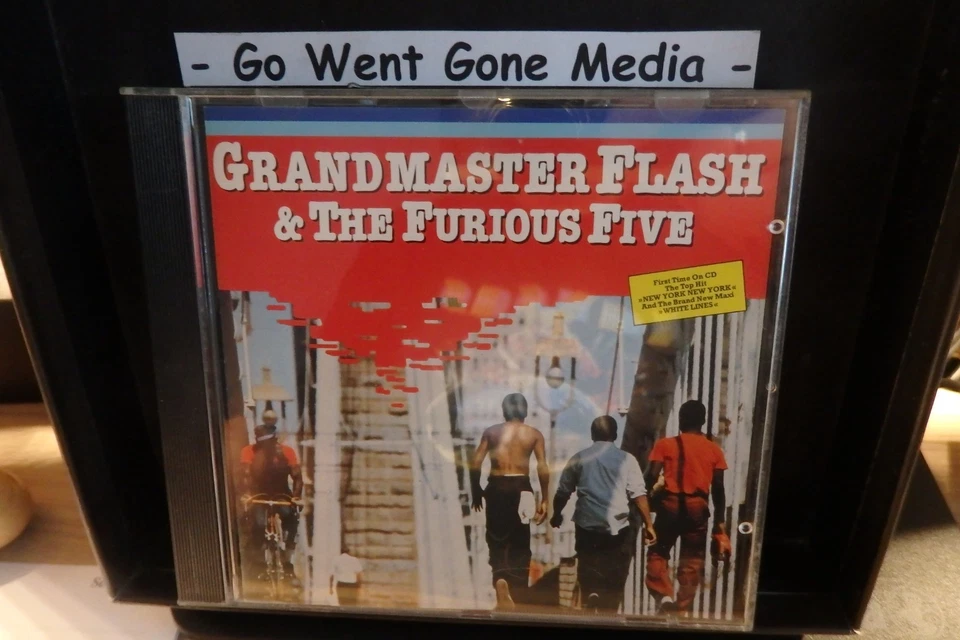 - Go Went Gone Media -
GRANDMASTER FLASH
& THE FURIOUS FIVE
First Time On CD
The Top Hit
»NEW YORK NEW YORK«
And The Brand New Maxi
»WHITE LINES«